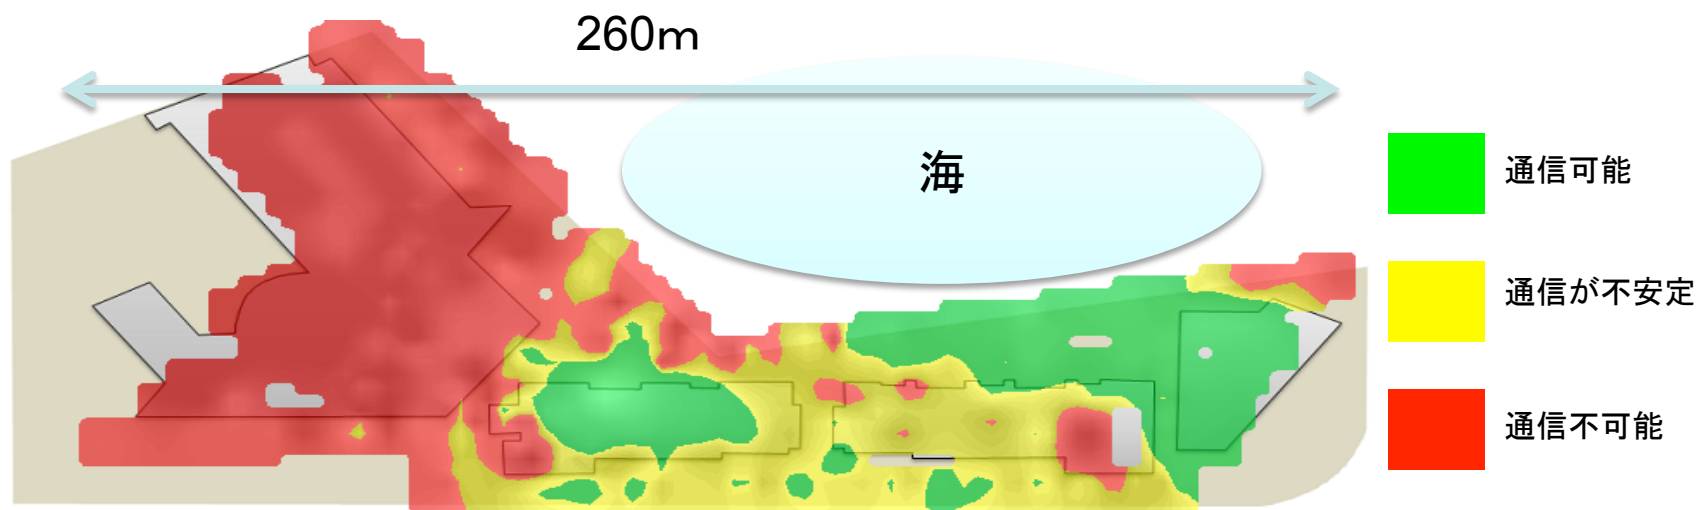 260m
海
通信可能
通信が不安定
通信不可能